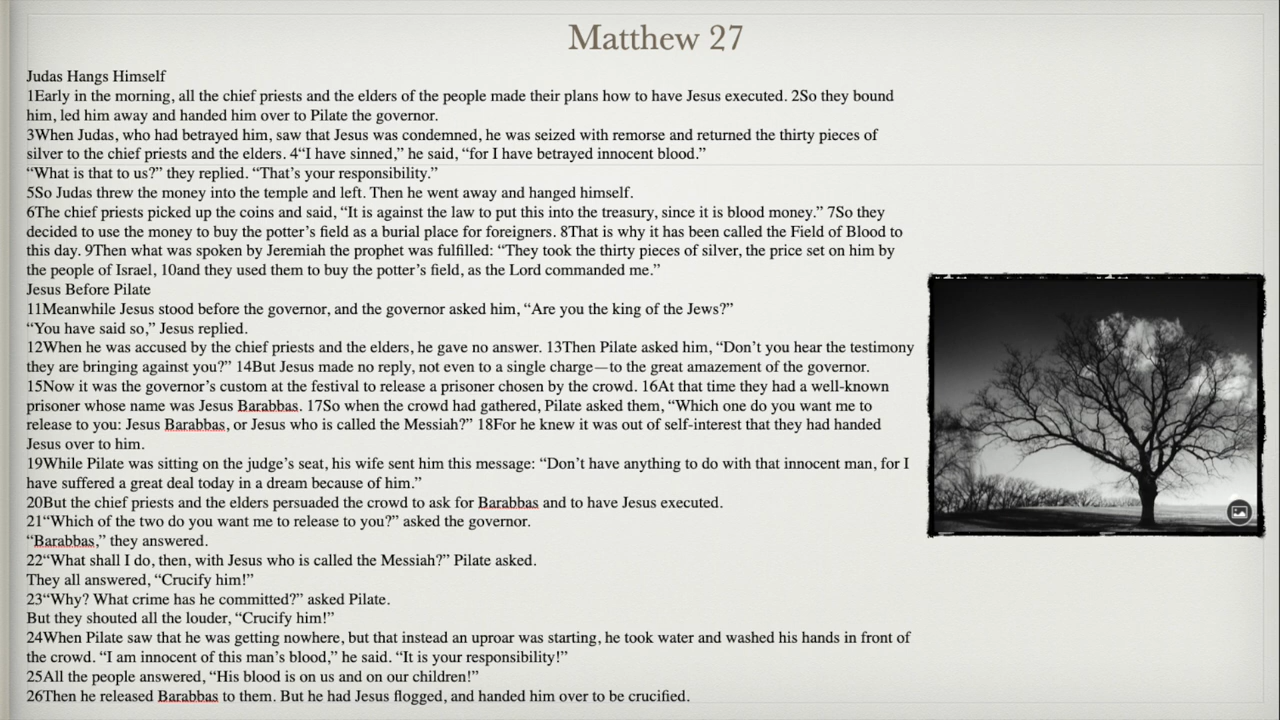 Matthew 27
Judas Hangs Himself
1Early in the morning, all the chief priests and the elders of the people made their plans how to have Jesus executed. 2So they bound
him, led him away and handed him over to Pilate the governor.
3When Judas, who had betrayed him, saw that Jesus was condemned, he was seized with remorse and returned the thirty pieces of
silver to the chief priests and the elders. 4“I have sinned,” he said, “for I have betrayed innocent blood.”
“What is that to us?” they replied. “That’s your responsibility.”
5So Judas threw the money into the temple and left. Then he went away and hanged himself.
6The chief priests picked up the coins and said, “It is against the law to put this into the treasury, since it is blood money.” 7So they
decided to use the money to buy the potter’s field as a burial place for foreigners. 8That is why it has been called the Field of Blood to
this day. 9Then what was spoken by Jeremiah the prophet was fulfilled: “They took the thirty pieces of silver, the price set on him by
the people of Israel, 10and they used them to buy the potter’s field, as the Lord commanded me.”
Jesus Before Pilate
11Meanwhile Jesus stood before the governor, and the governor asked him, “Are you the king of the Jews?”
“You have said so,” Jesus replied.
12When he was accused by the chief priests and the elders, he gave no answer. 13Then Pilate asked him, “Don’t you hear the testimony
they are bringing against you?” 14But Jesus made no reply, not even to a single charge—to the great amazement of the governor.
15Now it was the governor’s custom at the festival to release a prisoner chosen by the crowd. 16At that time they had a well-known
prisoner whose name was Jesus Barabbas. 17So when the crowd had gathered, Pilate asked them, “Which one do you want me to
release to you: Jesus Barabbas, or Jesus who is called the Messiah?” 18For he knew it was out of self-interest that they had handed
Jesus over to him.
19While Pilate was sitting on the judge’s seat, his wife sent him this message: “Don’t have anything to do with that innocent man, for I
have suffered a great deal today in a dream because of him.”
20But the chief priests and the elders persuaded the crowd to ask for Barabbas and to have Jesus executed.
21“Which of the two do you want me to release to you?” asked the governor.
“Barabbas,” they answered.
22“What shall I do, then, with Jesus who is called the Messiah?” Pilate asked.
They all answered, “Crucify him!”
23“Why? What crime has he committed?” asked Pilate.
But they shouted all the louder, “Crucify him!”
24When Pilate saw that he was getting nowhere, but that instead an uproar was starting, he took water and washed his hands in front of
the crowd. “I am innocent of this man’s blood,” he said. “It is your responsibility!”
25All the people answered, “His blood is on us and on our children!”
26Then he released Barabbas to them. But he had Jesus flogged, and handed him over to be crucified.